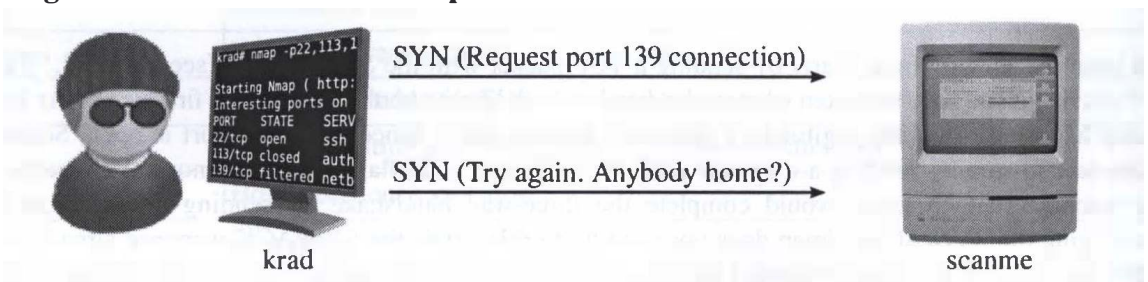 krad# nmap -p22,113,1
Starting Nmap ( http:
Interesting ports on
PORT STATE SERV
22/tcp open ssh
113/tcp closed auth
139/tcp filtered netb
SYN (Request port 139 connection)
SYN (Try again. Anybody home?)
krad
scanme